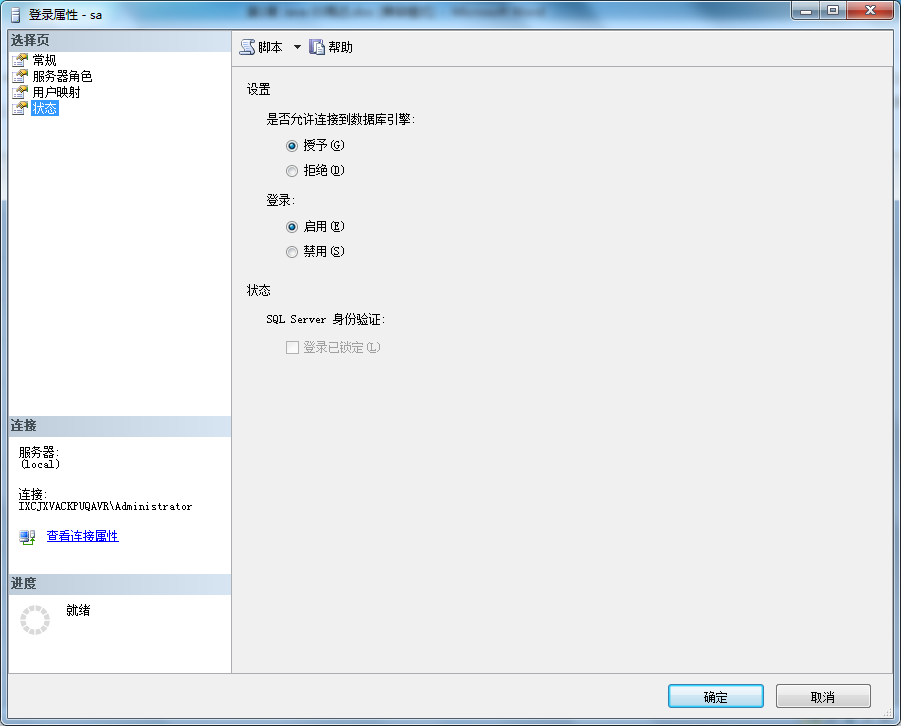 登录属性 - sa
选择页
常规
服务器角色
用户映射
状态
脚本
帮助
设置
是否允许连接到数据库引擎:
授予(G)
拒绝(D)
登录:
启用(E)
禁用(S)
状态
SQL Server 身份验证:
登录已锁定(L)
连接
服务器:
(local)
连接:
IXCJXVACKPUQAVR\Administrator
查看连接属性
进度
就绪
确定
取消